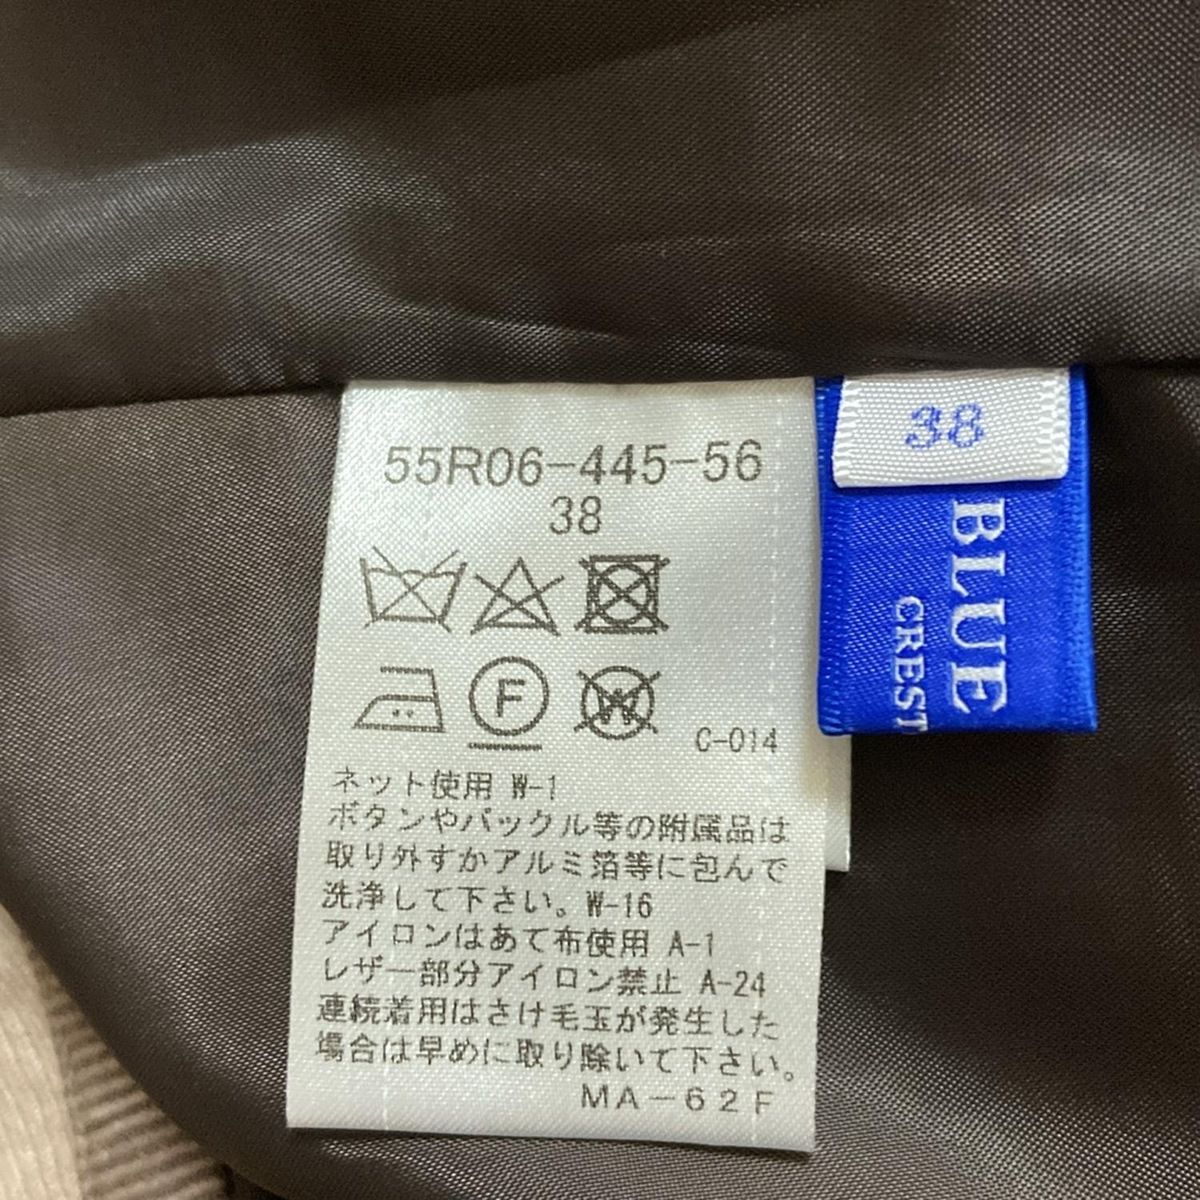 55R06-445-56
38
F
W
C-014
ネット使用 W-1
ボタンやバックル等の附属品は
取り外すかアルミ箔等に包んで
洗浄して下さい。W-16
アイロンはあて布使用 A-1
レザー部分アイロン禁止 A-24
連続着用はさけ毛玉が発生した
場合は早めに取り除いて下さい。
MA-62F
38
BLUE
CREST